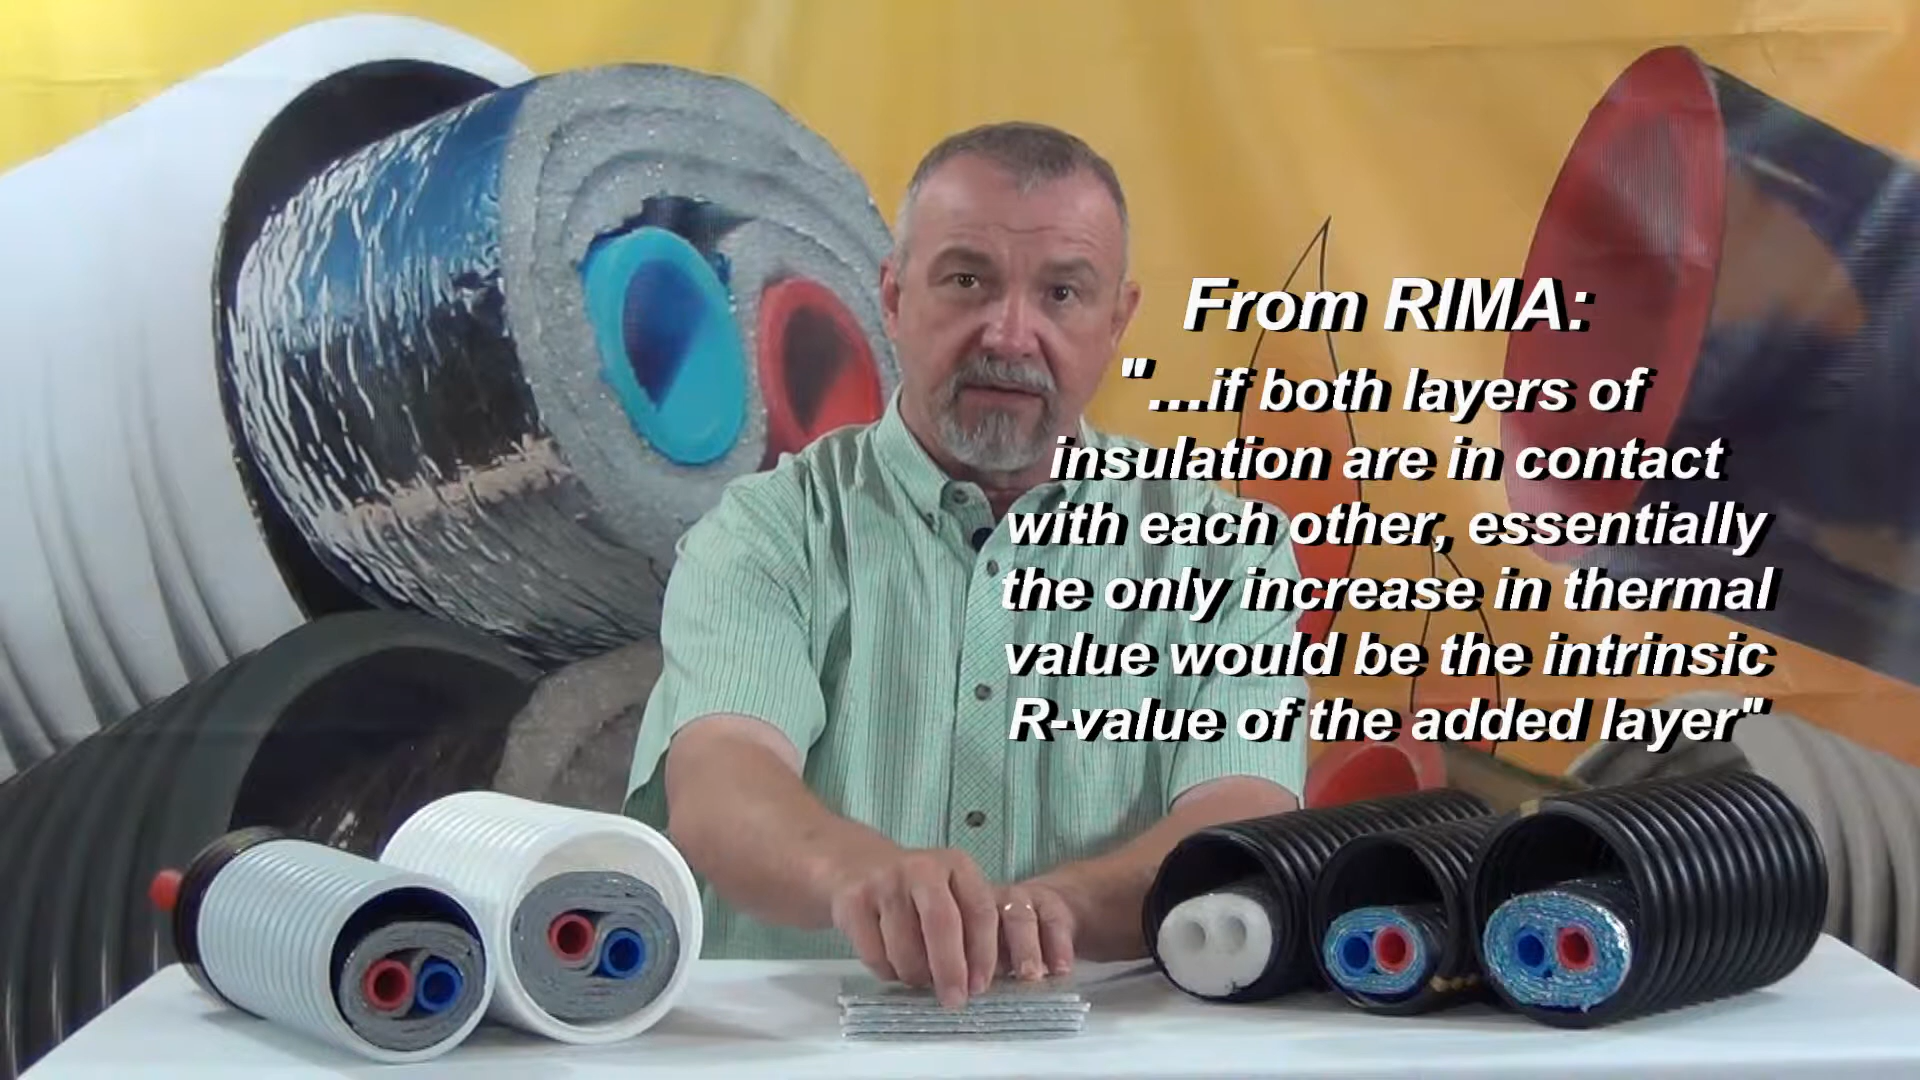 From RIMA:
"...if both layers of
insulation are in contact
with each other, essentially
the only increase in thermal
value would be the intrinsic
R-value of the added layer"